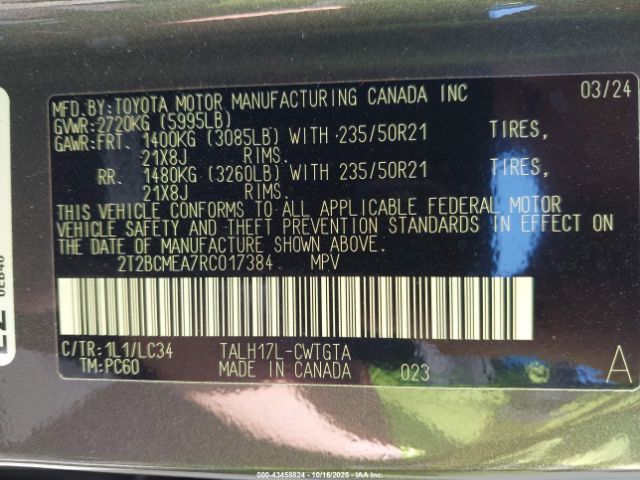 MFD.BY:TOYOTA MOTOR MANUFACTURING CANADA INC 03/24
GVWR:2720KG (5995LB)
GAWR:FRT. 1400KG (3085LB) WITH 235/50R21 TIRES,
21X8J RIMS.
RR. 1480KG (3260LB) WITH 235/50R21 TIRES,
21X8J RIMS.
THIS VEHICLE CONFORMS TO ALL APPLICABLE FEDERAL MOTOR
VEHICLE SAFETY AND THEFT PREVENTION STANDARDS IN EFFECT ON
THE DATE OF MANUFACTURE SHOWN ABOVE.
2T2BCMEA7RC017384 MPV
C/TR:1L1/LC34 TALH17L-CWTGTA
TM:PC60 MADE IN CANADA 023 A
000-43458824 - 10/16/2025 - IAA, Inc.